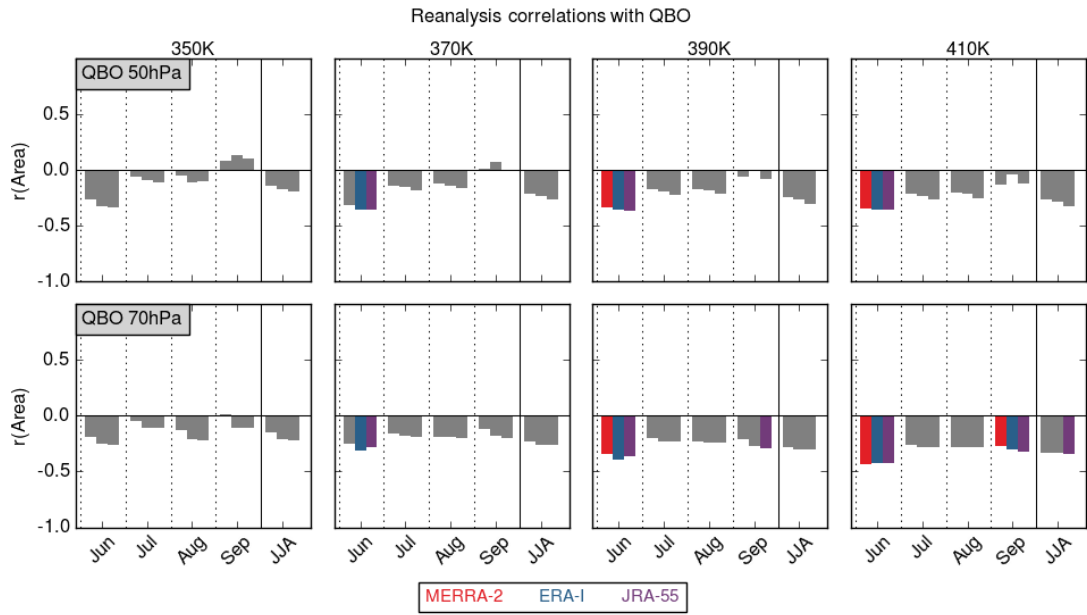 Reanalysis correlations with QBO
350K 370K 390K 410K
QBO 50hPa
r(Area)
0.5
0.0
-0.5
-1.0
QBO 70hPa
r(Area)
0.5
0.0
-0.5
-1.0
Jun Jul Aug Sep JJA Jun Jul Aug Sep JJA Jun Jul Aug Sep JJA Jun Jul Aug Sep JJA
MERRA-2 ERA-I JRA-55